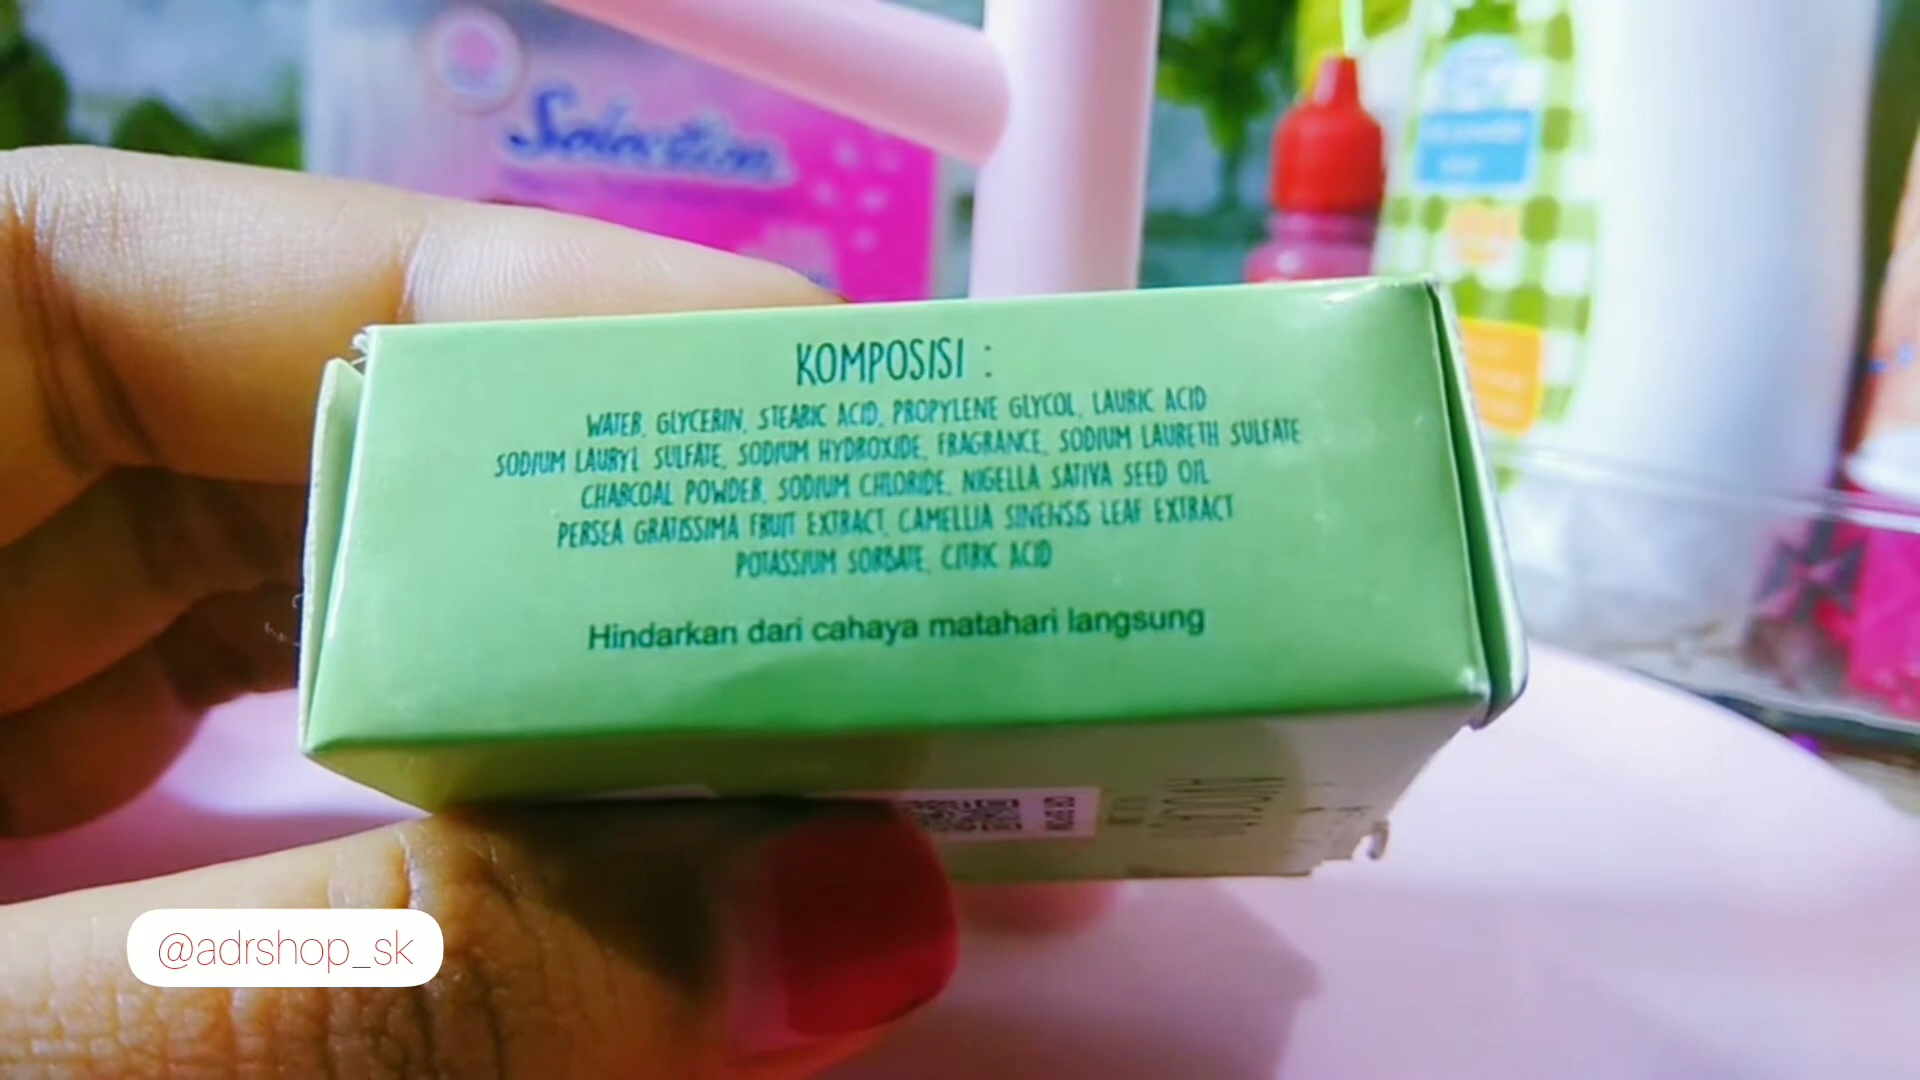 Selection
KOMPOSISI :
WATER, GLYCERIN, STEARIC ACID, PROPYLENE GLYCOL, LAURIC ACID
SODIUM LAURYL SULFATE, SODIUM HYDROXIDE, FRAGRANCE, SODIUM LAURETH SULFATE
CHARCOAL POWDER, SODIUM CHLORIDE, NIGELLA SATIVA SEED OIL
PERSEA GRATISSIMA FRUIT EXTRACT, CAMELLIA SINENSIS LEAF EXTRACT
POTASSIUM SORBATE, CITRIC ACID
Hindarkan dari cahaya matahari langsung
@adrshop_sk